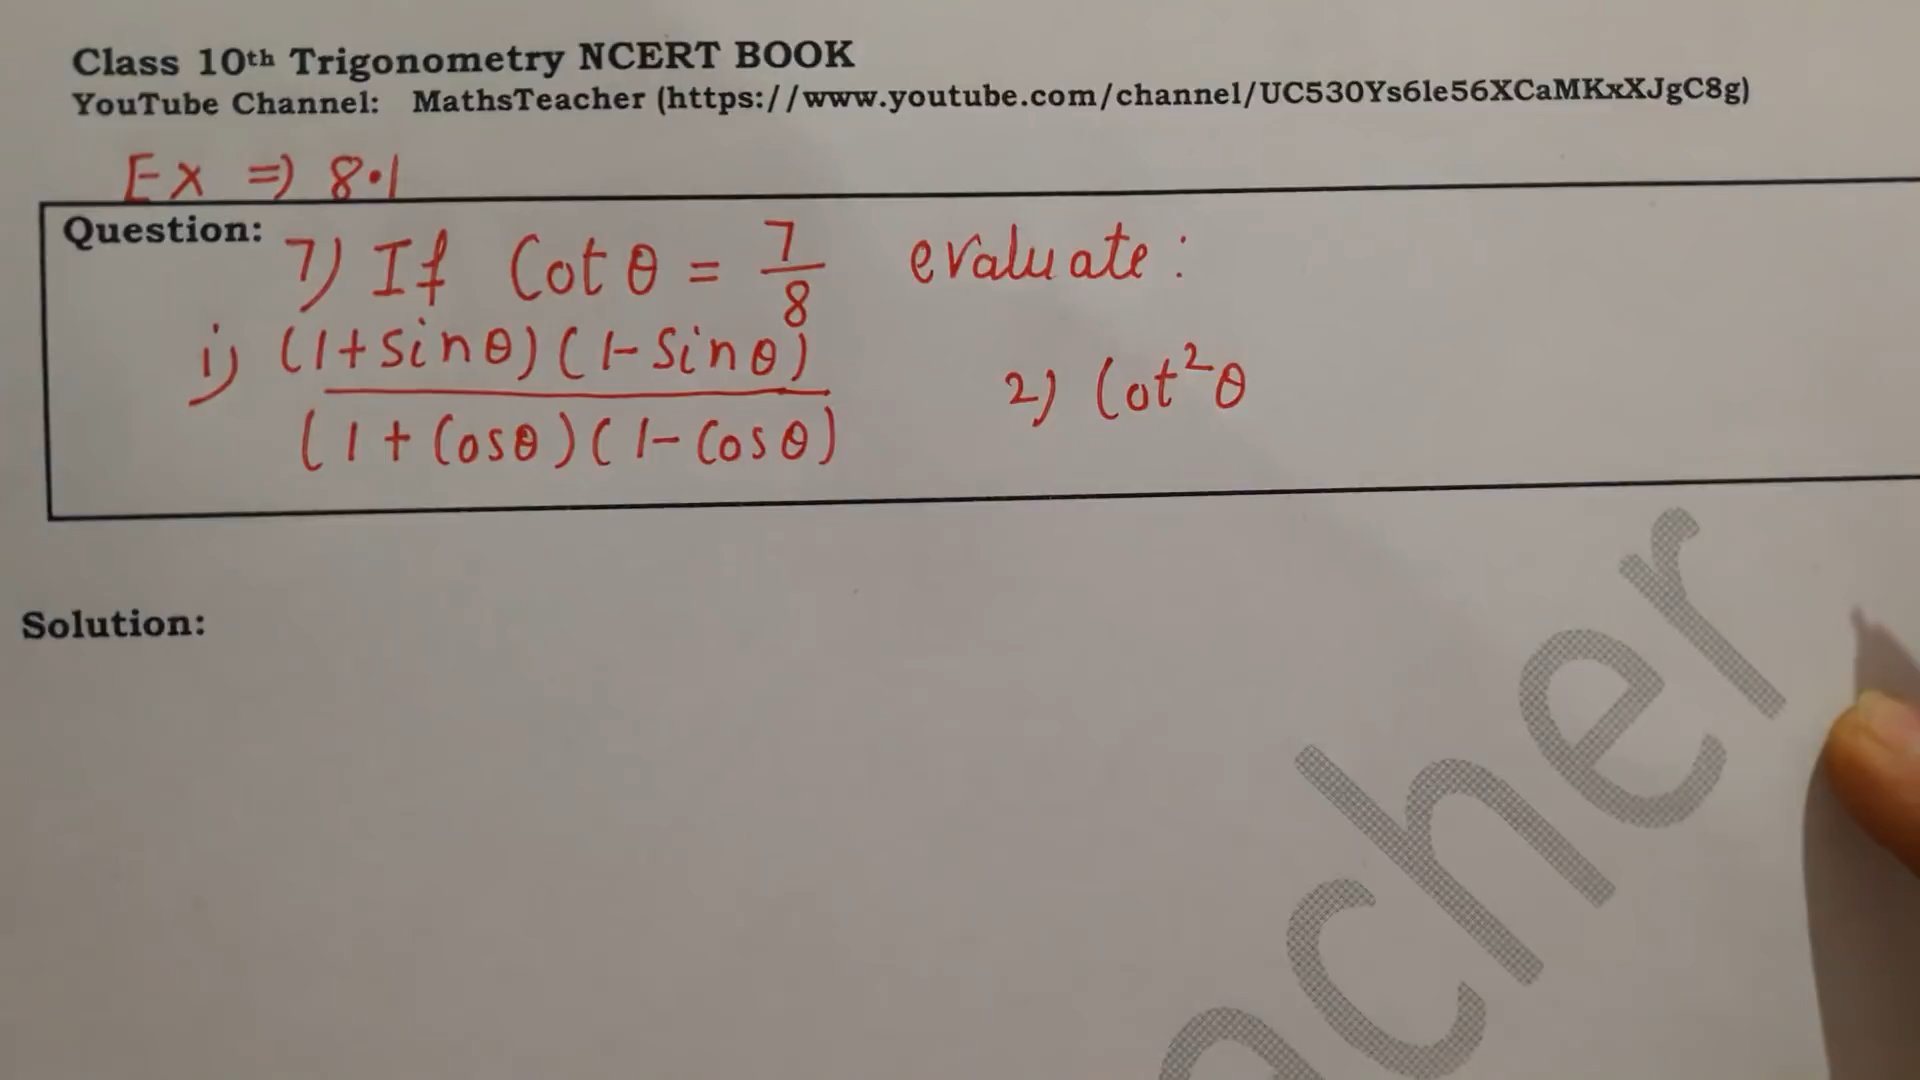 Class 10th Trigonometry NCERT BOOK
YouTube Channel: MathsTeacher (https://www.youtube.com/channel/UC530Ys6le56XCaMKxXJgC8g)
Ex => 8.1
Question: 7) If Cot θ = 7/8 evaluate :
i) (1+sinθ)(1-Sinθ) / (1+Cosθ)(1-Cosθ) 2) Cot²θ
Solution:
acher